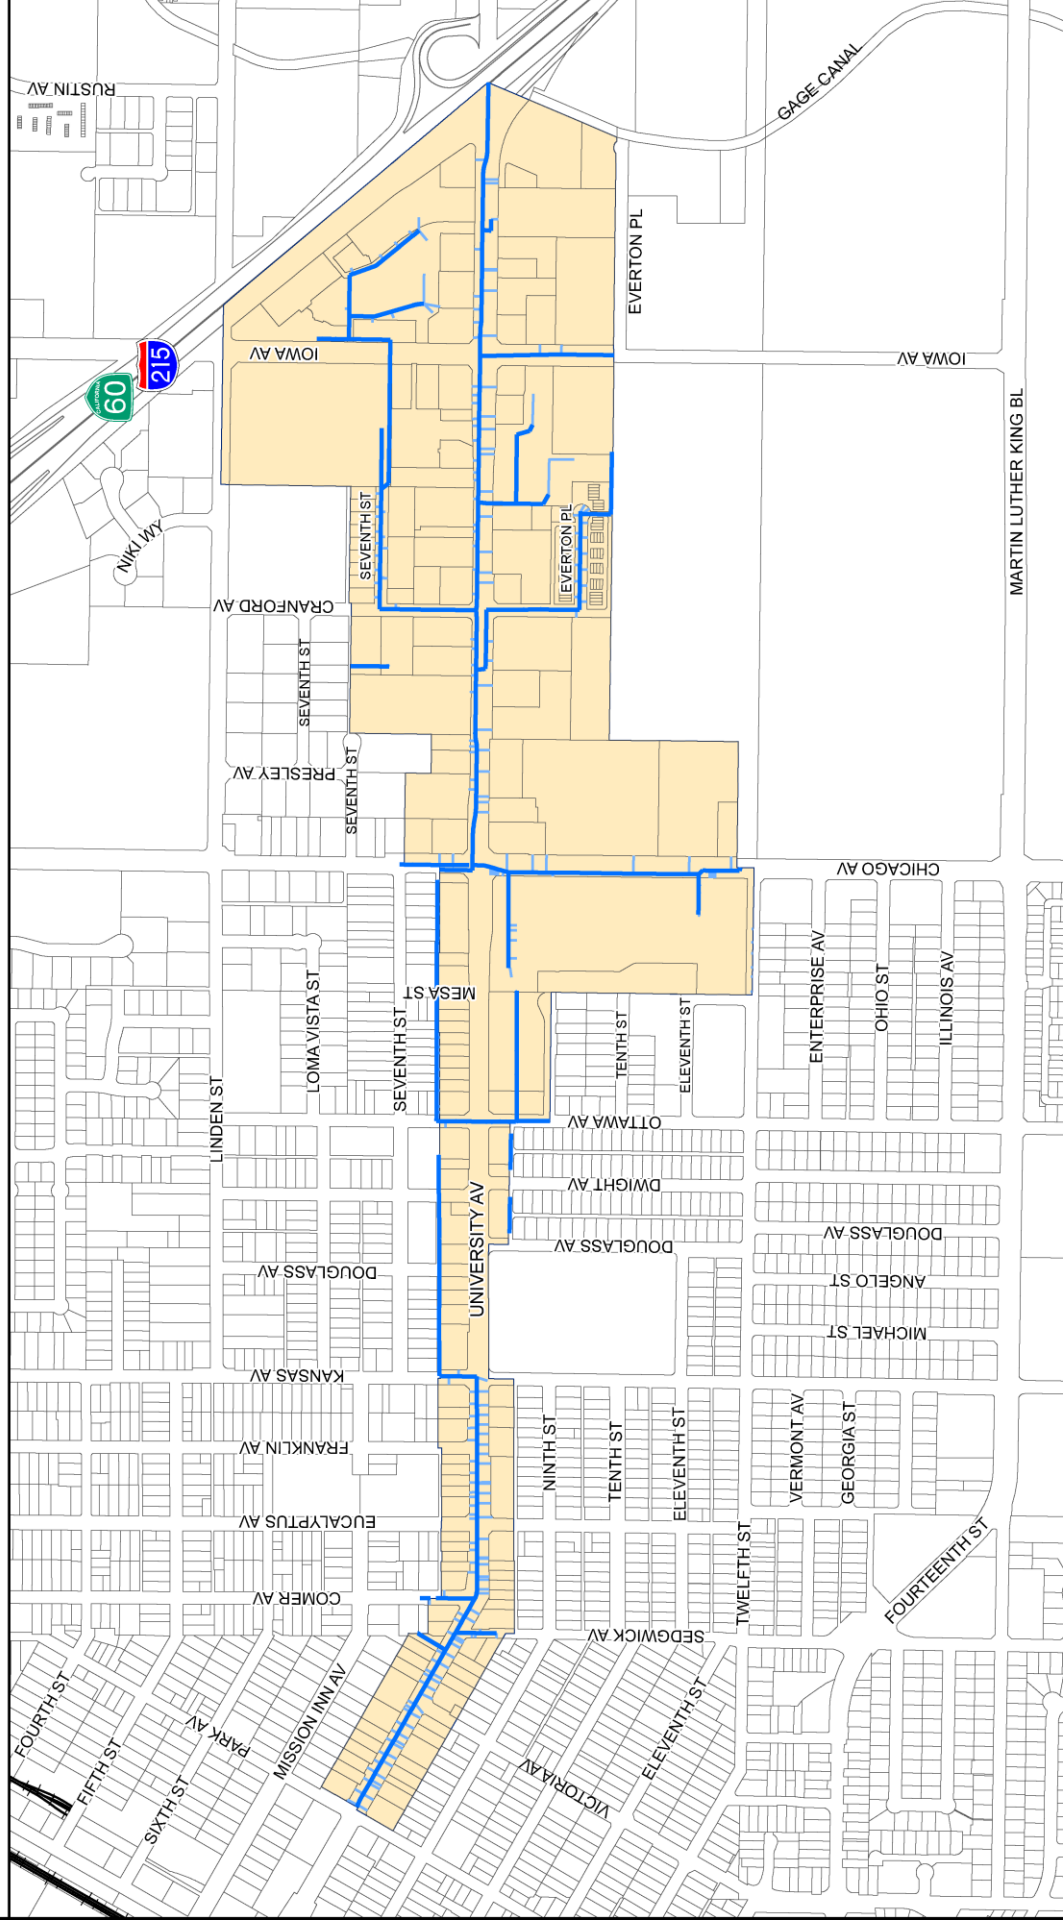 RUSTIN AV
GAGE CANAL
EVERTON PL
IOWA AV
IOWA AV
CALIFORNIA
60
215
MARTIN LUTHER KING BL
NIKI WY
SEVENTH ST
EVERTON PL
CRANFORD AV
SEVENTH ST
PRESLEY AV
SEVENTH ST
CHICAGO AV
MESA ST
LOMA VISTA ST
SEVENTH ST
TENTH ST
ELEVENTH ST
ENTERPRISE AV
OHIO ST
ILLINOIS AV
LINDEN ST
OTTAWA AV
DWIGHT AV
UNIVERSITY AV
DOUGLASS AV
DOUGLASS AV
DOUGLASS AV
ANGELO ST
MICHAEL ST
KANSAS AV
FRANKLIN AV
NINTH ST
TENTH ST
ELEVENTH ST
VERMONT AV
GEORGIA ST
EUCALYPTUS AV
TWELFTH ST
FOURTEENTH ST
COMER AV
SEDGWICK AV
FOURTH ST
PARK AV
MISSION INN AV
ELEVENTH ST
FIFTH ST
VICTORIA AV
SIXTH ST